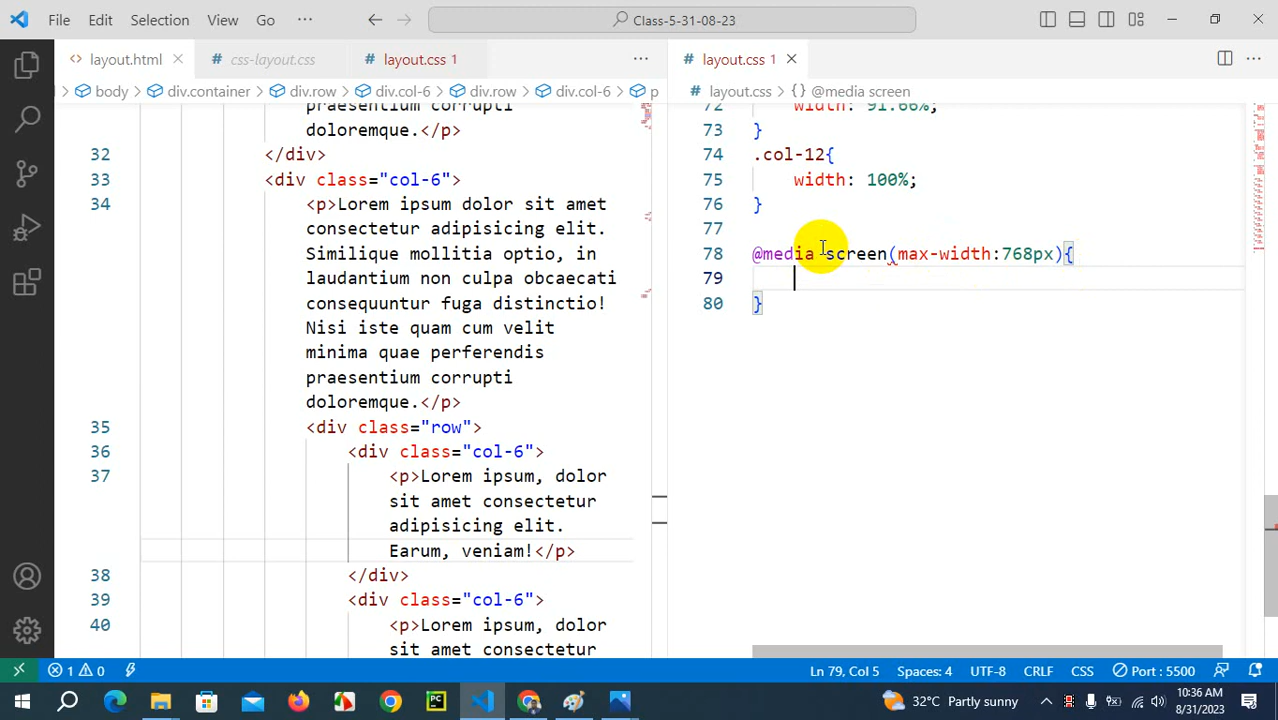 File Edit Selection View Go ··· Class-5-31-08-23
layout.html css-layout.css layout.css 1 ···
body div.container div.row div.col-6 div.row div.col-6 p
praesentium corrupti
doloremque.</p>
32 </div>
33 <div class="col-6">
34 <p>Lorem ipsum dolor sit amet
consectetur adipisicing elit.
Similique mollitia optio, in
laudantium non culpa obcaecati
consequuntur fuga distinctio!
Nisi iste quam cum velit
minima quae perferendis
praesentium corrupti
doloremque.</p>
35 <div class="row">
36 <div class="col-6">
37 <p>Lorem ipsum, dolor
sit amet consectetur
adipisicing elit.
Earum, veniam!</p>
38 </div>
39 <div class="col-6">
40 <p>Lorem ipsum, dolor
sit amet consectetur
layout.css 1 ···
layout.css {} @media screen
72 width: 91.66%;
73 }
74 .col-12{
75 width: 100%;
76 }
77
78 @media screen(max-width:768px){
79
80 }
1 0 Ln 79, Col 5 Spaces: 4 UTF-8 CRLF CSS Port : 5500
PC 32°C Partly sunny 10:36 AM
8/31/2023